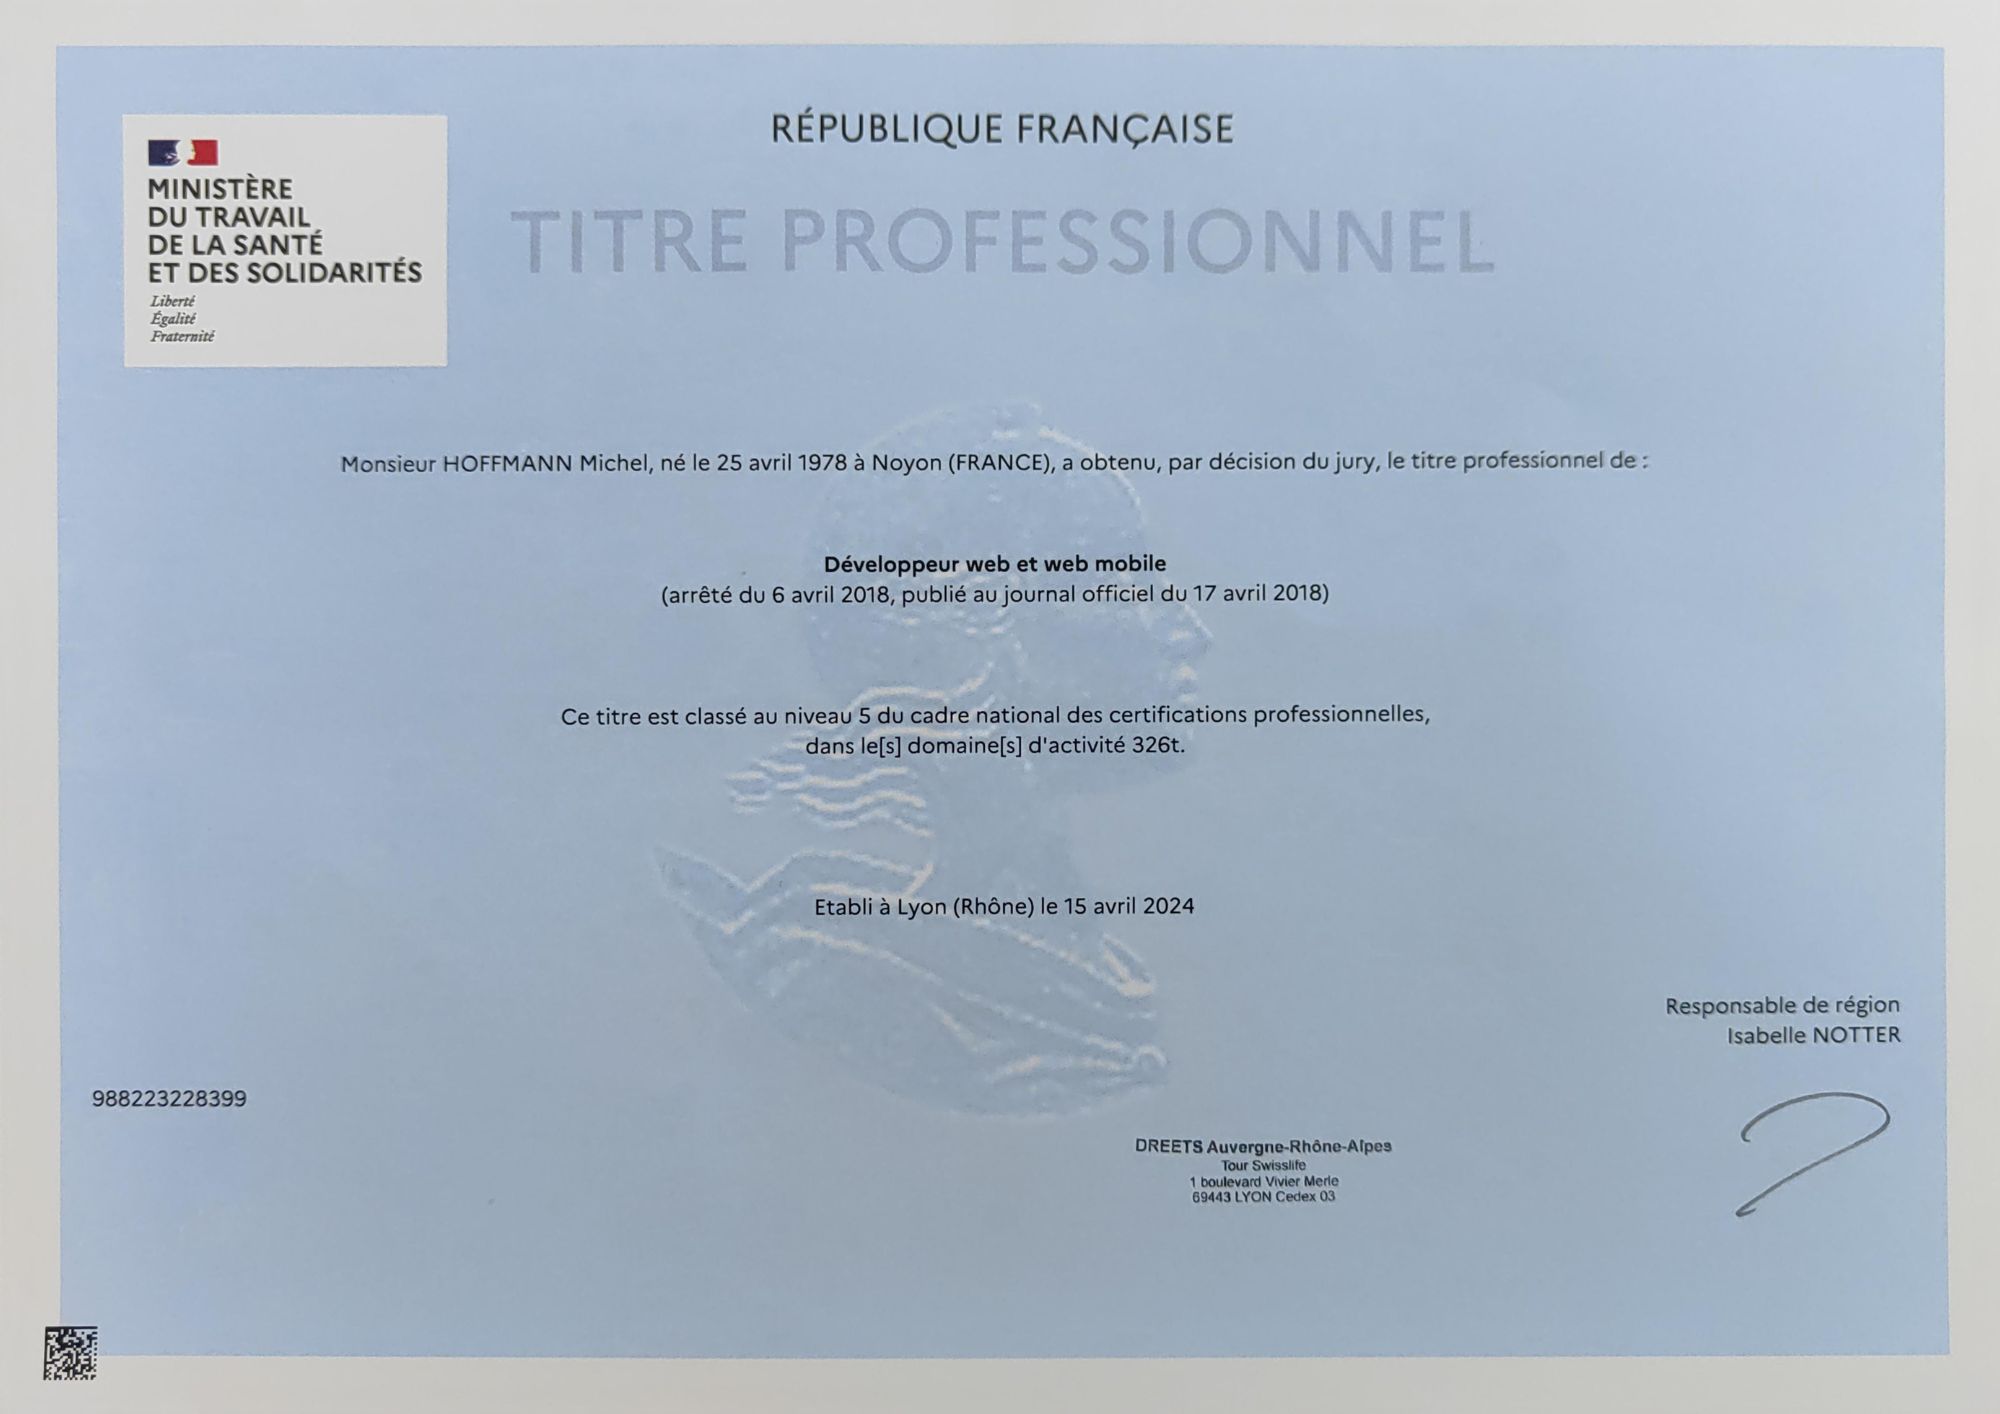 RÉPUBLIQUE FRANÇAISE
TITRE PROFESSIONNEL
MINISTÈRE
DU TRAVAIL
DE LA SANTÉ
ET DES SOLIDARITÉS
Liberté
Égalité
Fraternité
Monsieur HOFFMANN Michel, né le 25 avril 1978 à Noyon (FRANCE), a obtenu, par décision du jury, le titre professionnel de :
Développeur web et web mobile
(arrêté du 6 avril 2018, publié au journal officiel du 17 avril 2018)
Ce titre est classé au niveau 5 du cadre national des certifications professionnelles,
dans le[s] domaine[s] d'activité 326t.
Etabli à Lyon (Rhône) le 15 avril 2024
Responsable de région
Isabelle NOTTER
988223228399
DREETS Auvergne-Rhône-Alpes
Tour Swisslife
1 boulevard Vivier Merle
69443 LYON Cedex 03